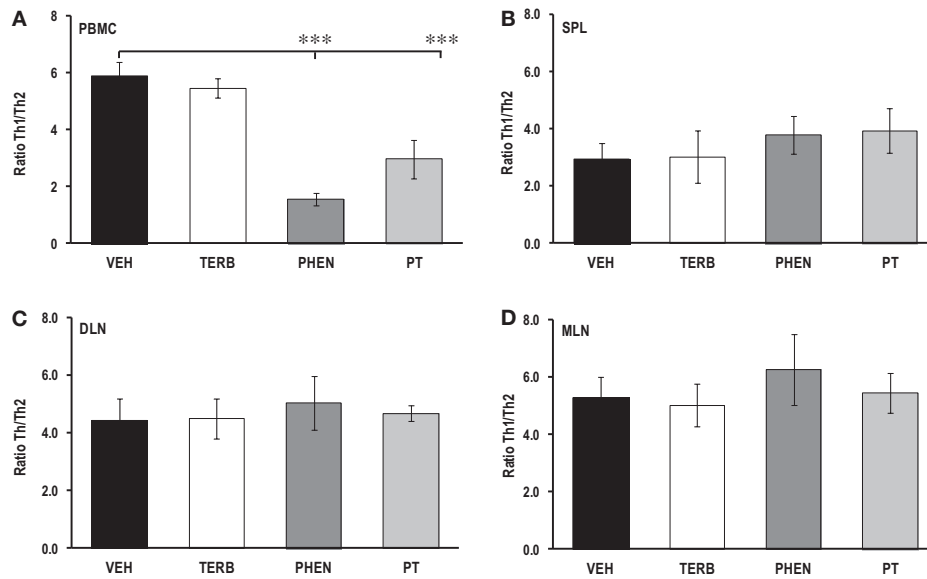 A
PBMC
***
***
8
6
4
2
0
Ratio Th1/Th2
VEH TERB PHEN PT
B
SPL
8.0
6.0
4.0
2.0
0.0
Ratio Th1/Th2
VEH TERB PHEN PT
C
DLN
8.0
6.0
4.0
2.0
0.0
Ratio Th/Th2
VEH TERB PHEN PT
D
MLN
8.0
6.0
4.0
2.0
0.0
Ratio Th1/Th2
VEH TERB PHEN PT